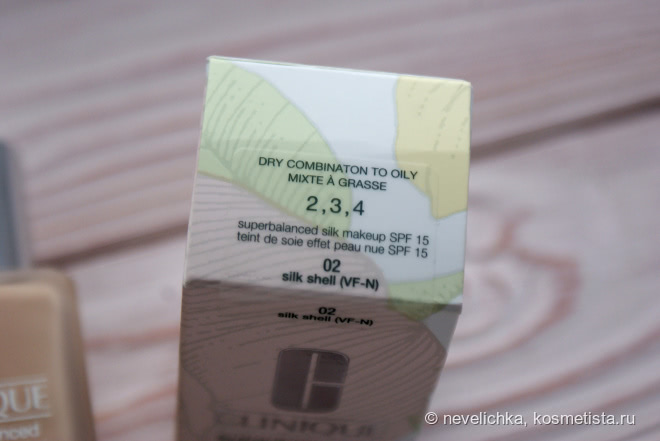 DRY COMBINATON TO OILY
MIXTE À GRASSE
2,3,4
superbalanced silk makeup SPF 15
teint de soie effet peau nue SPF 15
02
silk shell (VF-N)
02
silk shell (VF-N)
CLINIQUE
QUE
nced
© nevelichka, kosmetista.ru